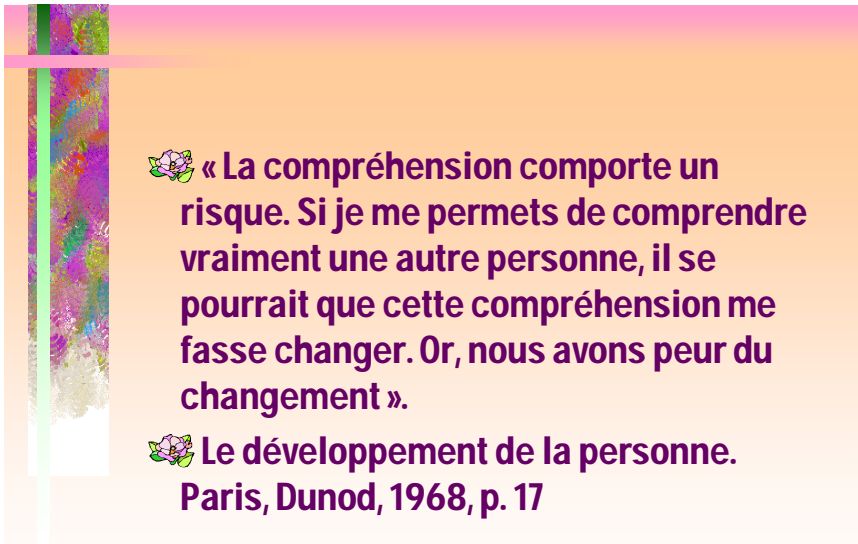 « La compréhension comporte un
risque. Si je me permets de comprendre
vraiment une autre personne, il se
pourrait que cette compréhension me
fasse changer. Or, nous avons peur du
changement ».
Le développement de la personne.
Paris, Dunod, 1968, p. 17